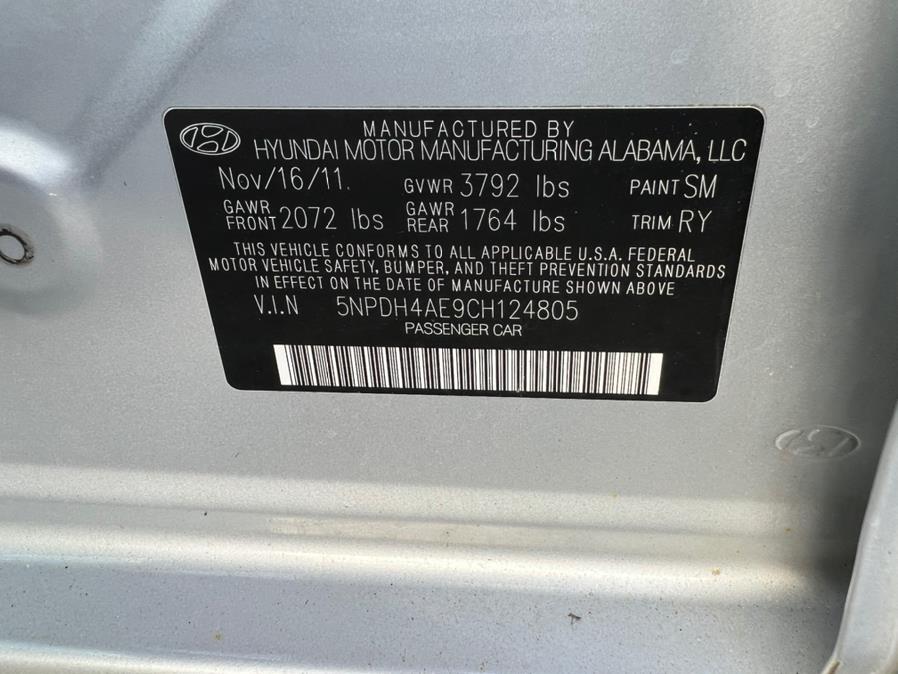 MANUFACTURED BY
HYUNDAI MOTOR MANUFACTURING ALABAMA, LLC
Nov/16/11. GVWR 3792 lbs PAINT SM
GAWR FRONT 2072 lbs GAWR REAR 1764 lbs TRIM RY
THIS VEHICLE CONFORMS TO ALL APPLICABLE U.S.A. FEDERAL
MOTOR VEHICLE SAFETY, BUMPER, AND THEFT PREVENTION STANDARDS
IN EFFECT ON THE DATE OF MANUFACTURE SHOWN ABOVE
V.I.N 5NPDH4AE9CH124805
PASSENGER CAR